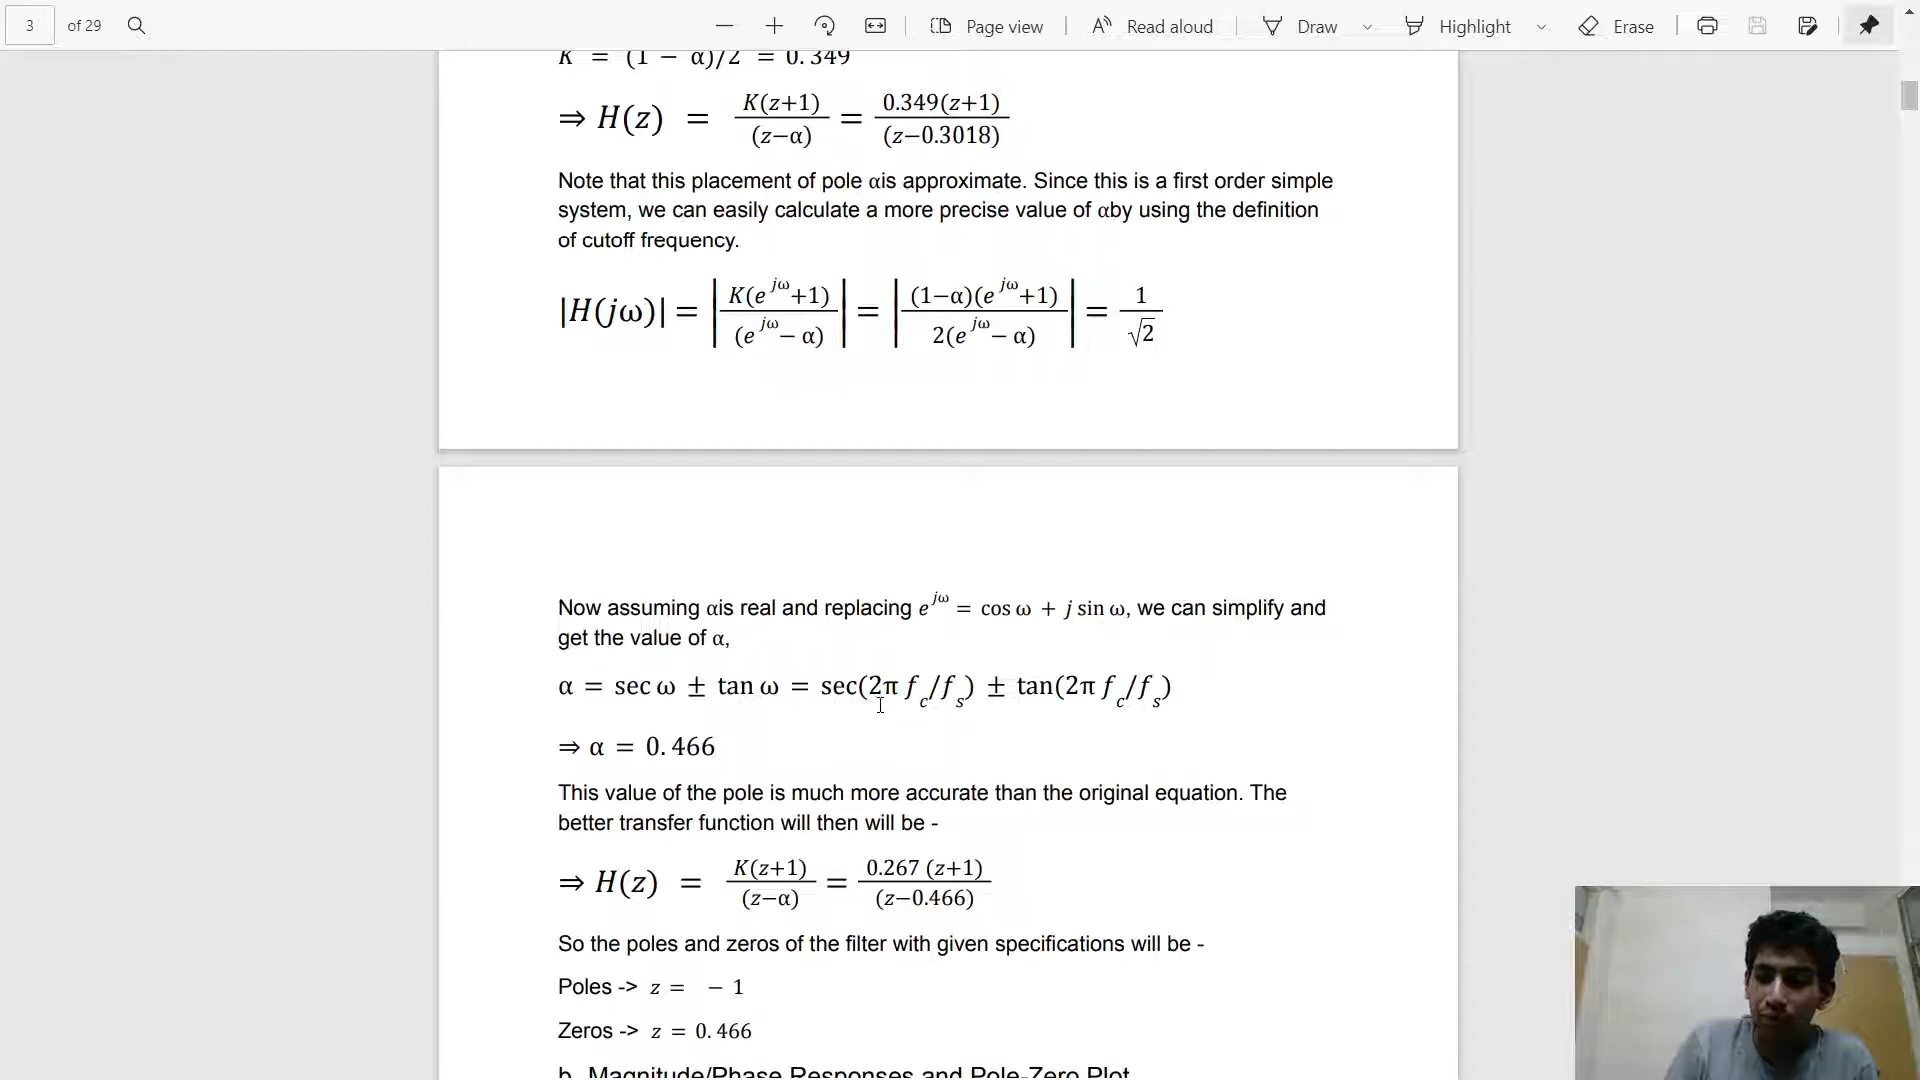 3 of 29 Page view Read aloud Draw Highlight Erase
K = (1 − α)/2 = 0.349
⇒ H(z) = K(z+1)/(z−α) = 0.349(z+1)/(z−0.3018)
Note that this placement of pole αis approximate. Since this is a first order simple
system, we can easily calculate a more precise value of αby using the definition
of cutoff frequency.
|H(jω)| = |K(e^jω+1)/(e^jω− α)| = |(1−α)(e^jω+1)/2(e^jω− α)| = 1/√2
Now assuming αis real and replacing e^jω = cos ω + j sin ω, we can simplify and
get the value of α,
α = sec ω ± tan ω = sec(2π f_c/f_s) ± tan(2π f_c/f_s)
⇒ α = 0.466
This value of the pole is much more accurate than the original equation. The
better transfer function will then will be -
⇒ H(z) = K(z+1)/(z−α) = 0.267 (z+1)/(z−0.466)
So the poles and zeros of the filter with given specifications will be -
Poles -> z = − 1
Zeros -> z = 0.466
b. Magnitude/Phase Responses and Pole-Zero Plot